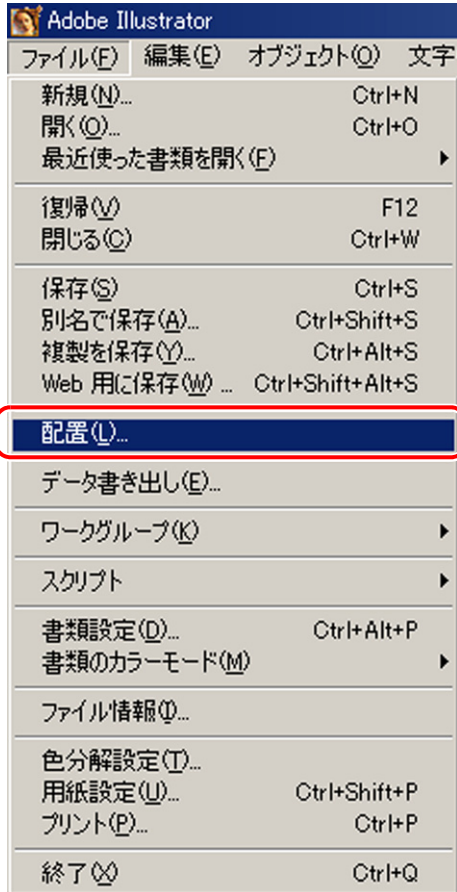 Adobe Illustrator
ファイル(F) 編集(E) オブジェクト(O) 文字
新規(N)... Ctrl+N
開く(O)... Ctrl+O
最近使った書類を開く(F)
復帰(V) F12
閉じる(C) Ctrl+W
保存(S) Ctrl+S
別名で保存(A)... Ctrl+Shift+S
複製を保存(Y)... Ctrl+Alt+S
Web 用に保存(W) ... Ctrl+Shift+Alt+S
配置(L)...
データ書き出し(E)...
ワークグループ(K)
スクリプト
書類設定(D)... Ctrl+Alt+P
書類のカラーモード(M)
ファイル情報(I)...
色分解設定(T)...
用紙設定(U)... Ctrl+Shift+P
プリント(P)... Ctrl+P
終了(X) Ctrl+Q